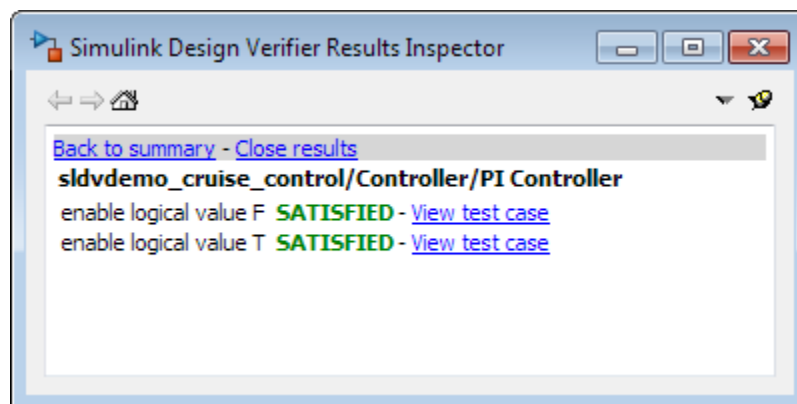 Simulink Design Verifier Results Inspector
Back to summary - Close results
sldvdemo_cruise_control/Controller/PI Controller
enable logical value F SATISFIED - View test case
enable logical value T SATISFIED - View test case